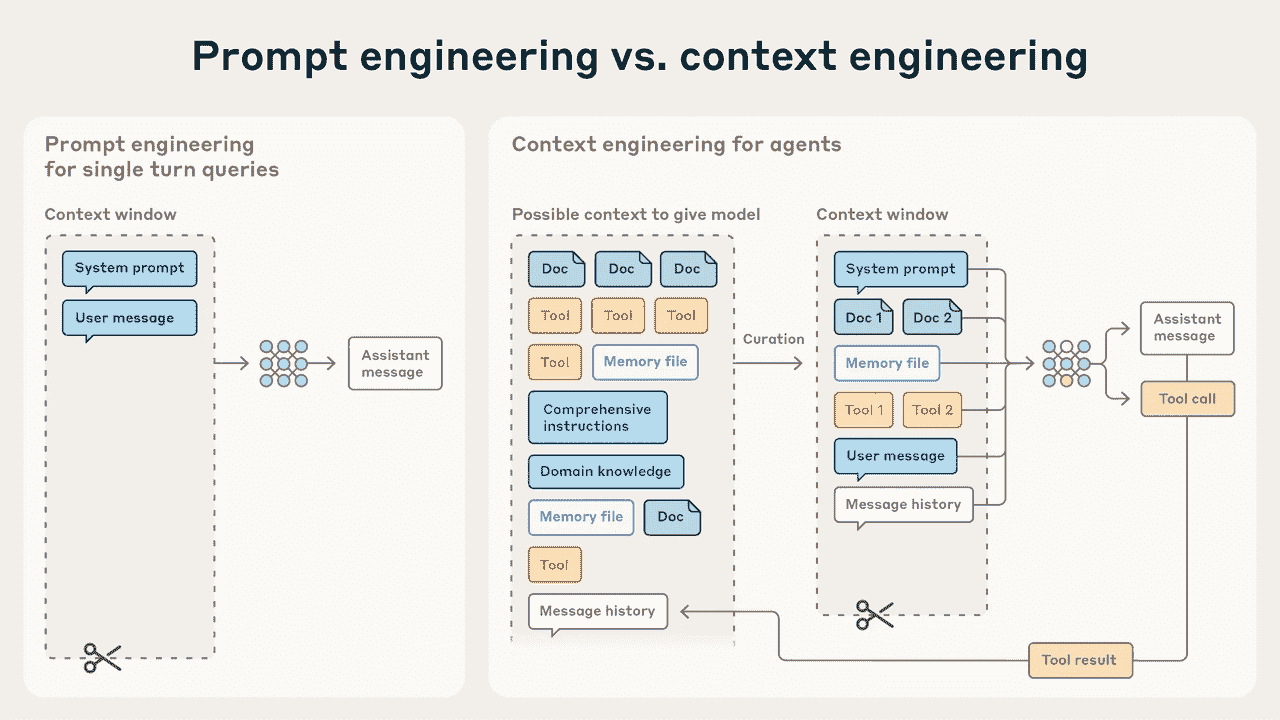 Prompt engineering vs. context engineering
Prompt engineering
for single turn queries
Context window
System prompt
User message
Assistant
message
Context engineering for agents
Possible context to give model
Doc
Doc
Doc
Tool
Tool
Tool
Tool
Memory file
Comprehensive
instructions
Domain knowledge
Memory file
Doc
Tool
Message history
Curation
Context window
System prompt
Doc 1
Doc 2
Memory file
Tool 1
Tool 2
User message
Message history
Assistant
message
Tool call
Tool result